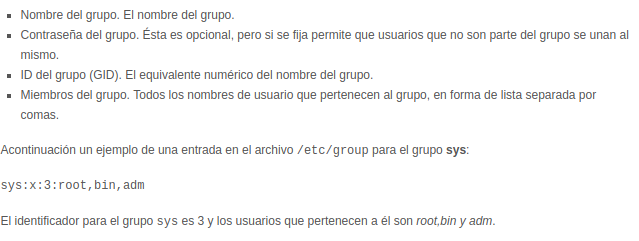 Nombre del grupo. El nombre del grupo.
Contraseña del grupo. Ésta es opcional, pero si se fija permite que usuarios que no son parte del grupo se unan al
mismo.
ID del grupo (GID). El equivalente numérico del nombre del grupo.
Miembros del grupo. Todos los nombres de usuario que pertenecen al grupo, en forma de lista separada por
comas.
Acontinuación un ejemplo de una entrada en el archivo /etc/group para el grupo sys:
sys:x:3:root,bin,adm
El identificador para el grupo sys es 3 y los usuarios que pertenecen a él son root,bin y adm.